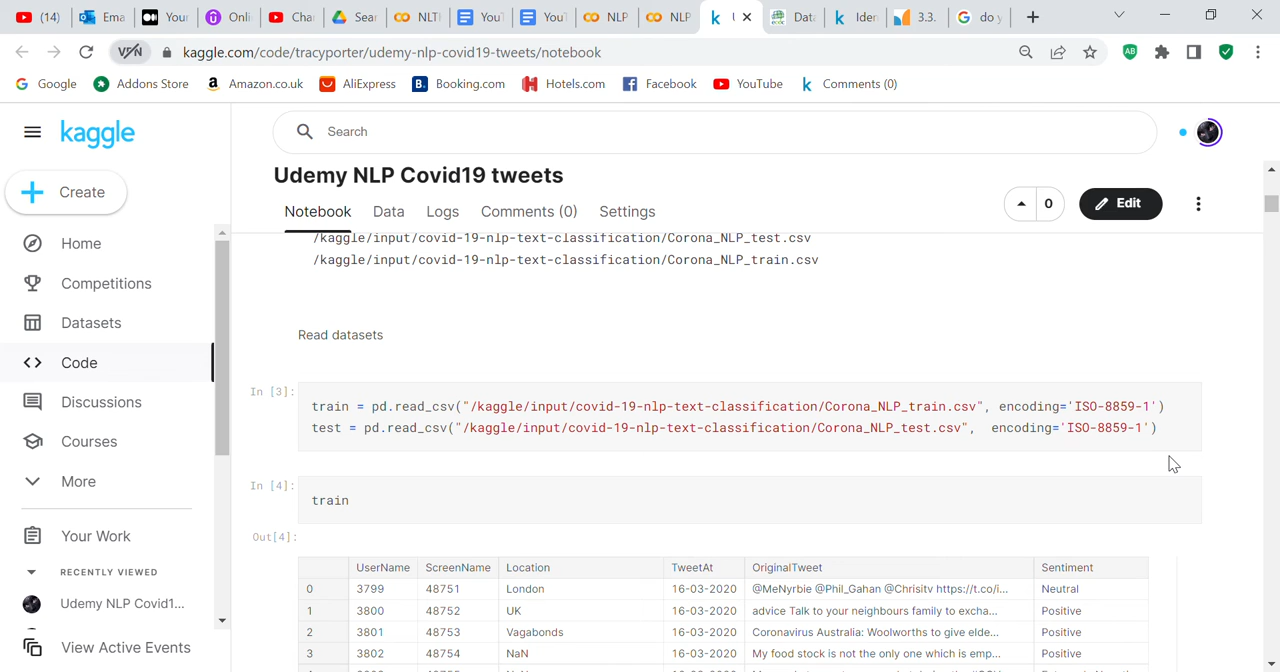 (14)
Ema
Your
Onli
Cha
Sear
NLTI
YouT
YouT
NLP
NLP
Data
Iden
3.3.
do y
VPN
kaggle.com/code/tracyporter/udemy-nlp-covid19-tweets/notebook
Google
Addons Store
Amazon.co.uk
AliExpress
Booking.com
Hotels.com
Facebook
YouTube
Comments (0)
kaggle
Search
Create
Udemy NLP Covid19 tweets
0
Edit
Notebook
Data
Logs
Comments (0)
Settings
Home
Competitions
Datasets
Code
Discussions
Courses
More
Your Work
RECENTLY VIEWED
Udemy NLP Covid1...
View Active Events
/kaggle/input/covid-19-nlp-text-classification/Corona_NLP_test.csv
/kaggle/input/covid-19-nlp-text-classification/Corona_NLP_train.csv
Read datasets
In [3]:
train = pd.read_csv("/kaggle/input/covid-19-nlp-text-classification/Corona_NLP_train.csv", encoding='ISO-8859-1')
test = pd.read_csv("/kaggle/input/covid-19-nlp-text-classification/Corona_NLP_test.csv", encoding='ISO-8859-1')
In [4]:
train
Out[4]:
UserName ScreenName Location TweetAt OriginalTweet Sentiment
0 3799 48751 London 16-03-2020 @MeNyrbie @Phil_Gahan @Chrisitv https://t.co/i... Neutral
1 3800 48752 UK 16-03-2020 advice Talk to your neighbours family to excha... Positive
2 3801 48753 Vagabonds 16-03-2020 Coronavirus Australia: Woolworths to give elde... Positive
3 3802 48754 NaN 16-03-2020 My food stock is not the only one which is emp... Positive